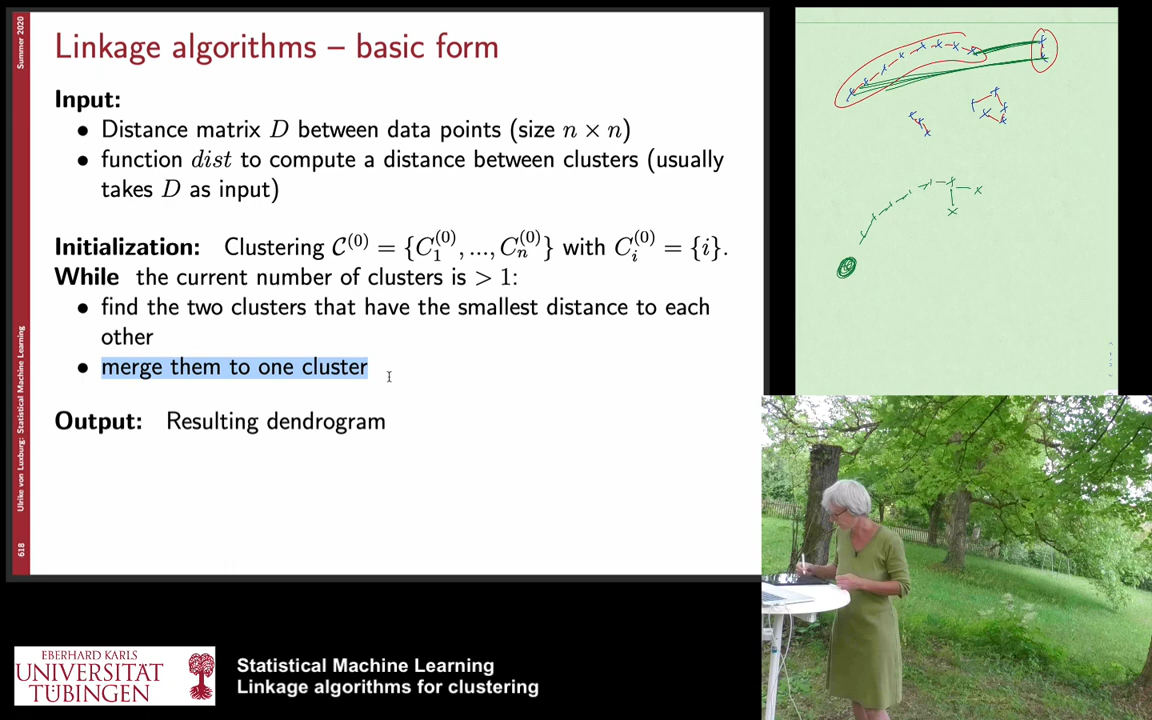 Summer 2020
Linkage algorithms – basic form
Input:
• Distance matrix D between data points (size n × n)
• function dist to compute a distance between clusters (usually
takes D as input)
Initialization: Clustering 𝒞^(0) = {C_1^(0), ..., C_n^(0)} with C_i^(0) = {i}.
While the current number of clusters is > 1:
• find the two clusters that have the smallest distance to each
other
• merge them to one cluster
Output: Resulting dendrogram
Ulrike von Luxburg: Statistical Machine Learning
618
EBERHARD KARLS
UNIVERSITÄT
TÜBINGEN
Statistical Machine Learning
Linkage algorithms for clustering